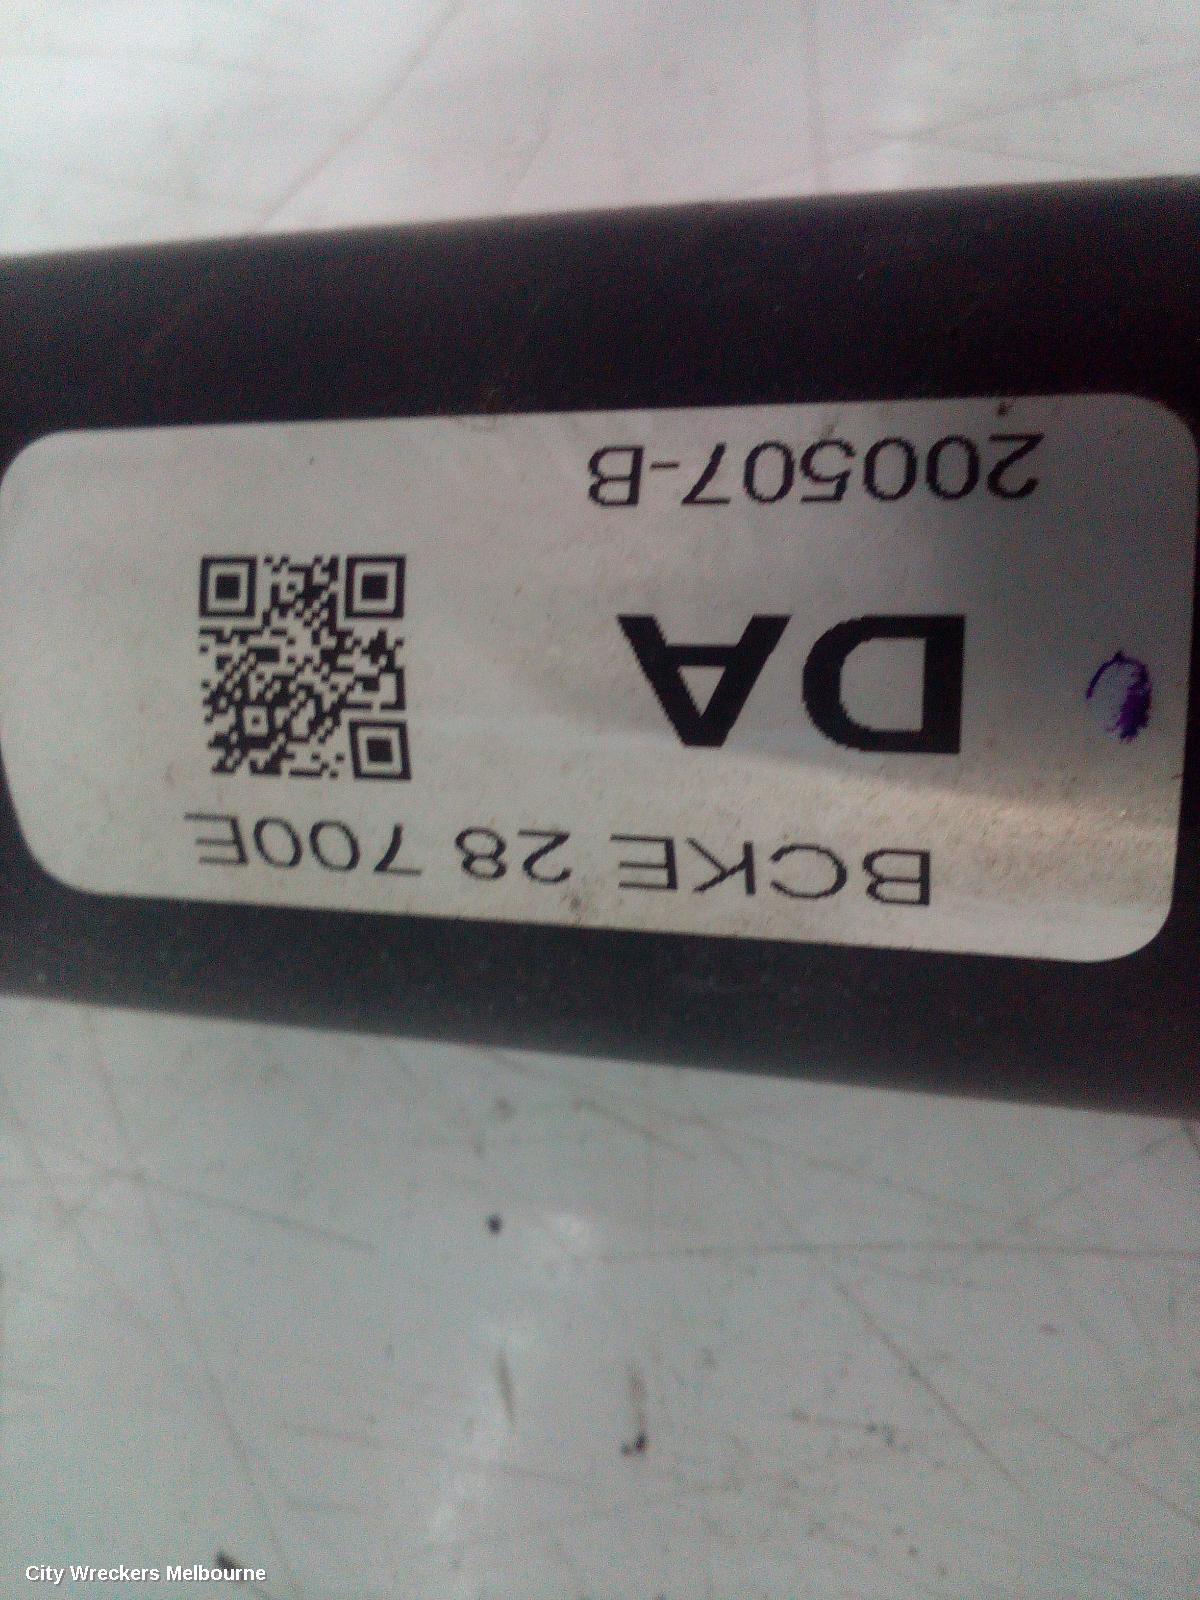 BCKE 28 700E
DA
200507-B
City Wreckers Melbourne